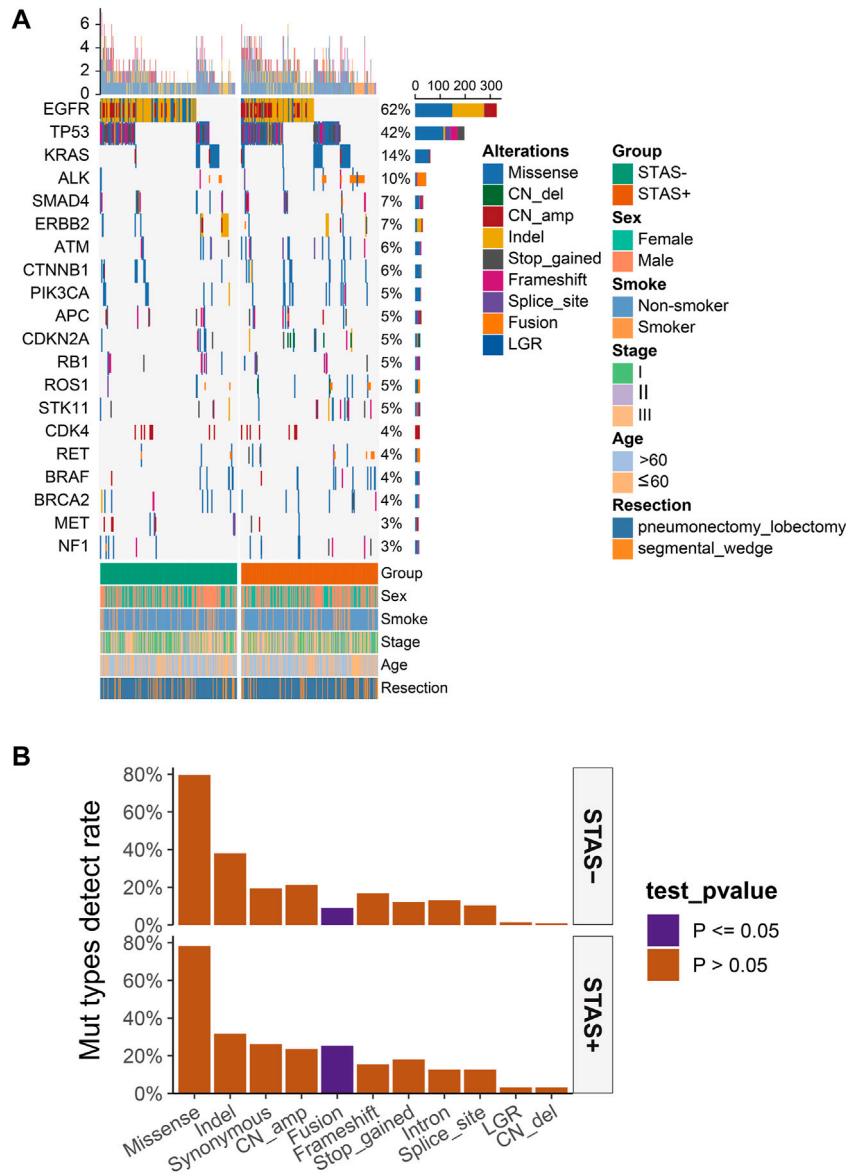 A
6
4
2
0
0 100 200 300
EGFR 62%
TP53 42%
KRAS 14%
ALK 10%
SMAD4 7%
ERBB2 7%
ATM 6%
CTNNB1 6%
PIK3CA 5%
APC 5%
CDKN2A 5%
RB1 5%
ROS1 5%
STK11 5%
CDK4 4%
RET 4%
BRAF 4%
BRCA2 4%
MET 3%
NF1 3%
Group
Sex
Smoke
Stage
Age
Resection
Alterations
Missense
CN_del
CN_amp
Indel
Stop_gained
Frameshift
Splice_site
Fusion
LGR
Group
STAS-
STAS+
Sex
Female
Male
Smoke
Non-smoker
Smoker
Stage
I
II
III
Age
>60
≤60
Resection
pneumonectomy_lobectomy
segmental_wedge
B
Mut types detect rate
80%
60%
40%
20%
0%
STAS−
80%
60%
40%
20%
0%
STAS+
Missense
Indel
Synonymous
CN_amp
Fusion
Frameshift
Stop_gained
Intron
Splice_site
LGR
CN_del
test_pvalue
P <= 0.05
P > 0.05